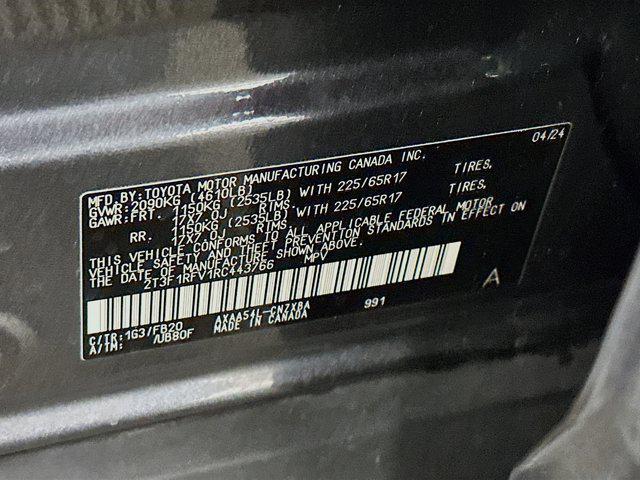 MFD.BY:TOYOTA MOTOR MANUFACTURING CANADA INC. 04/24
GVWR:2090KG (4610LB)
GAWR:FRT. 1150KG (2535LB) WITH 225/65R17 TIRES,
17X7.0J RIMS.
RR. 1150KG (2535LB) WITH 225/65R17 TIRES,
17X7.0J RIMS.
THIS VEHICLE CONFORMS TO ALL APPLICABLE FEDERAL MOTOR
VEHICLE SAFETY AND THEFT PREVENTION STANDARDS IN EFFECT ON
THE DATE OF MANUFACTURE SHOWN ABOVE.
2T3F1RFV1RC443766 MPV
A
C/TR:1G3/FB20 AXAA54L-CNZXBA 991
A/TM: /UB80F MADE IN CANADA